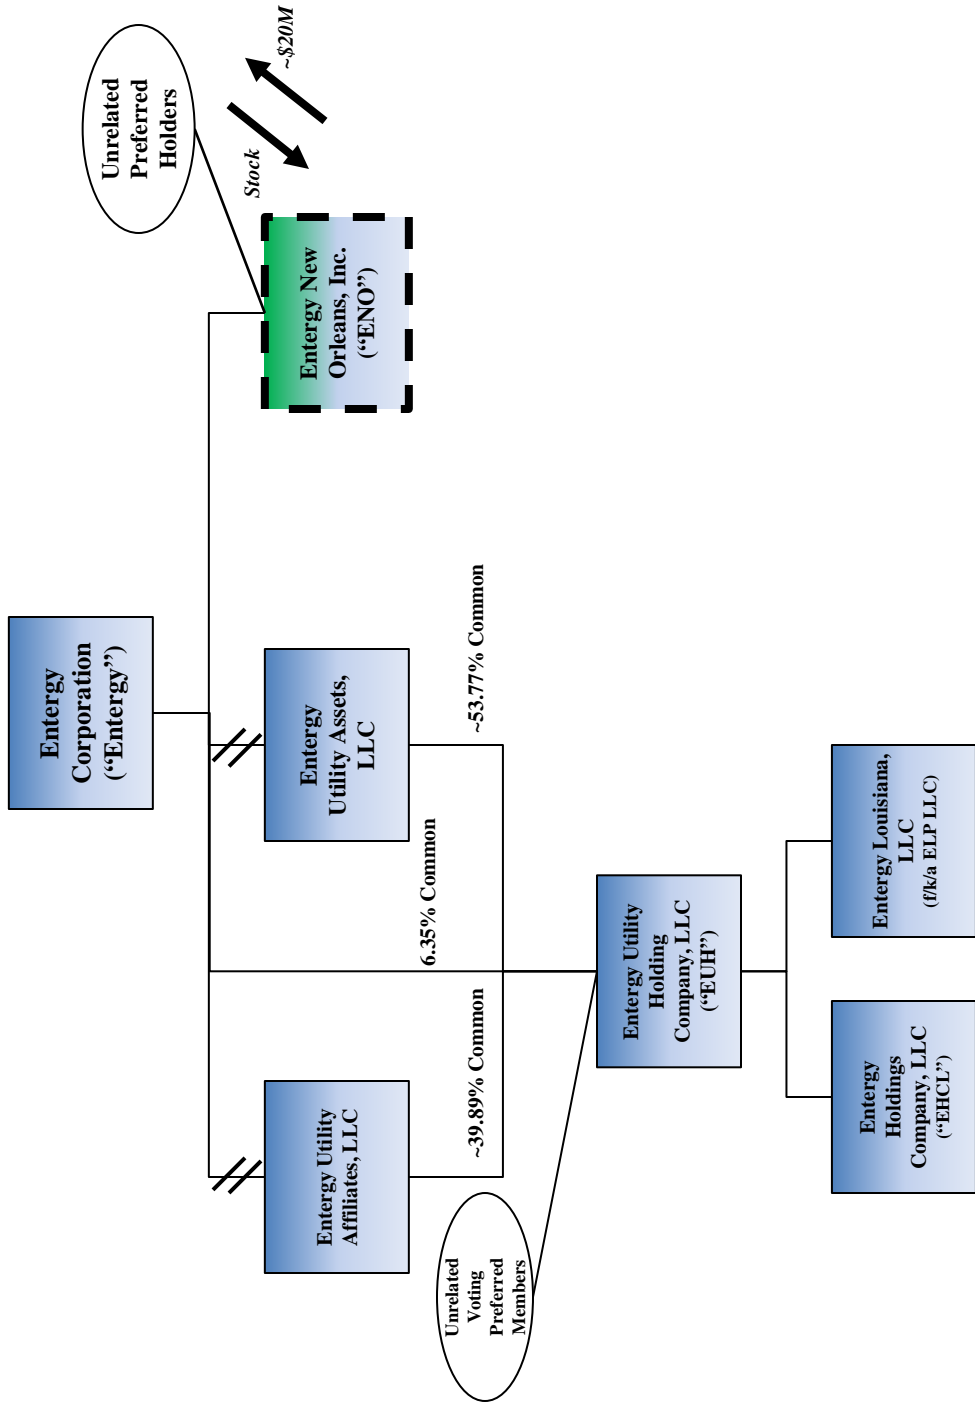 Entergy
Corporation
(“Entergy”)
Unrelated
Preferred
Holders
Stock
~$20M
Entergy Utility
Affiliates, LLC
Entergy
Utility Assets,
LLC
Entergy New
Orleans, Inc.
(“ENO”)
6.35% Common
~39.89% Common
~53.77% Common
Unrelated
Voting
Preferred
Members
Entergy Utility
Holding
Company, LLC
(“EUH”)
Entergy
Holdings
Company, LLC
(“EHCL”)
Entergy Louisiana,
LLC
(f/k/a ELP LLC)